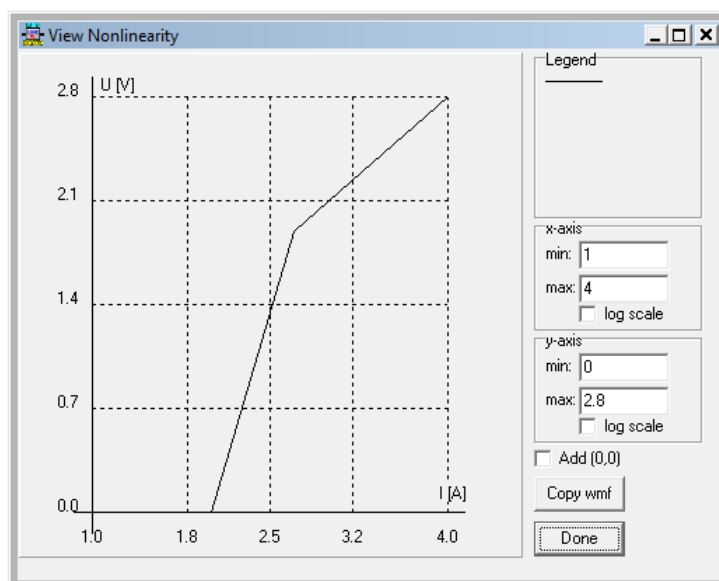 View Nonlinearity
U [V]
2.8
2.1
1.4
0.7
0.0
I [A]
1.0 1.8 2.5 3.2 4.0
Legend
x-axis
min: 1
max: 4
log scale
y-axis
min: 0
max: 2.8
log scale
Add (0,0)
Copy wmf
Done